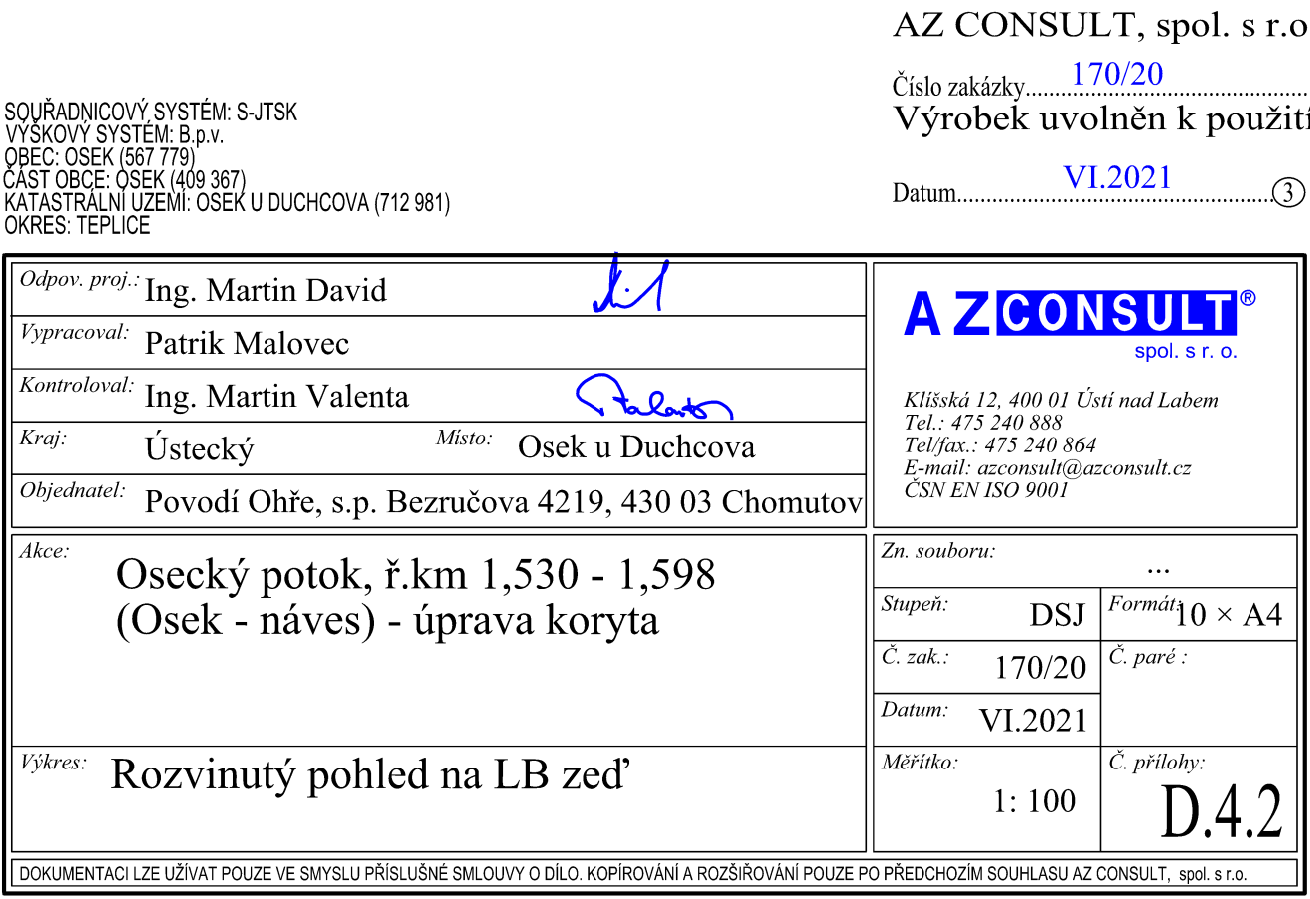 AZ CONSULT, spol. s r.o
Číslo zakázky...170/20...
Výrobek uvolněn k použití
Datum...VI.2021...3
SOUŘADNICOVÝ SYSTÉM: S-JTSK
VÝŠKOVÝ SYSTÉM: B.p.v.
OBEC: OSEK (567 779)
ČÁST OBCE: OSEK (409 367)
KATASTRÁLNÍ UZEMÍ: OSEK U DUCHCOVA (712 981)
OKRES: TEPLICE
Odpov. proj.: Ing. Martin David
Vypracoval: Patrik Malovec
Kontroloval: Ing. Martin Valenta
Kraj: Ústecký Místo: Osek u Duchcova
Objednatel: Povodí Ohře, s.p. Bezručova 4219, 430 03 Chomutov
AZ CONSULT®
spol. s r. o.
Klíšská 12, 400 01 Ústí nad Labem
Tel.: 475 240 888
Tel/fax.: 475 240 864
E-mail: azconsult@azconsult.cz
ČSN EN ISO 9001
Akce: Osecký potok, ř.km 1,530 - 1,598
(Osek - náves) - úprava koryta
Výkres: Rozvinutý pohled na LB zeď
Zn. souboru: ...
Stupeň: DSJ Formát: 10 × A4
Č. zak.: 170/20 Č. paré :
Datum: VI.2021
Měřítko: 1: 100 Č. přílohy: D.4.2
DOKUMENTACI LZE UŽÍVAT POUZE VE SMYSLU PŘÍSLUŠNÉ SMLOUVY O DÍLO. KOPÍROVÁNÍ A ROZŠIŘOVÁNÍ POUZE PO PŘEDCHOZÍM SOUHLASU AZ CONSULT, spol. s r.o.